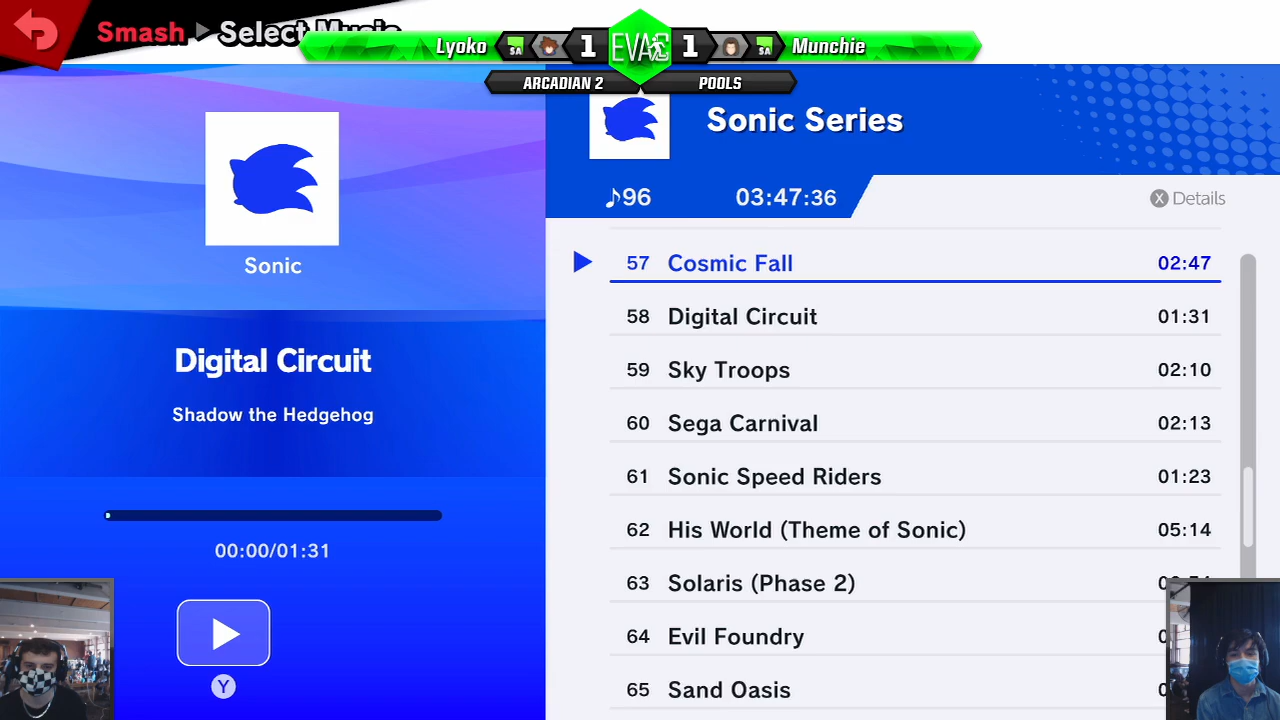 Smash ▶ Select Music
Lyoko SA 1 1 SA Munchie
ARCADIAN 2 POOLS
Sonic
Digital Circuit
Shadow the Hedgehog
00:00/01:31
Y
Sonic Series
♪96 03:47:36
X Details
57 Cosmic Fall 02:47
58 Digital Circuit 01:31
59 Sky Troops 02:10
60 Sega Carnival 02:13
61 Sonic Speed Riders 01:23
62 His World (Theme of Sonic) 05:14
63 Solaris (Phase 2)
64 Evil Foundry
65 Sand Oasis